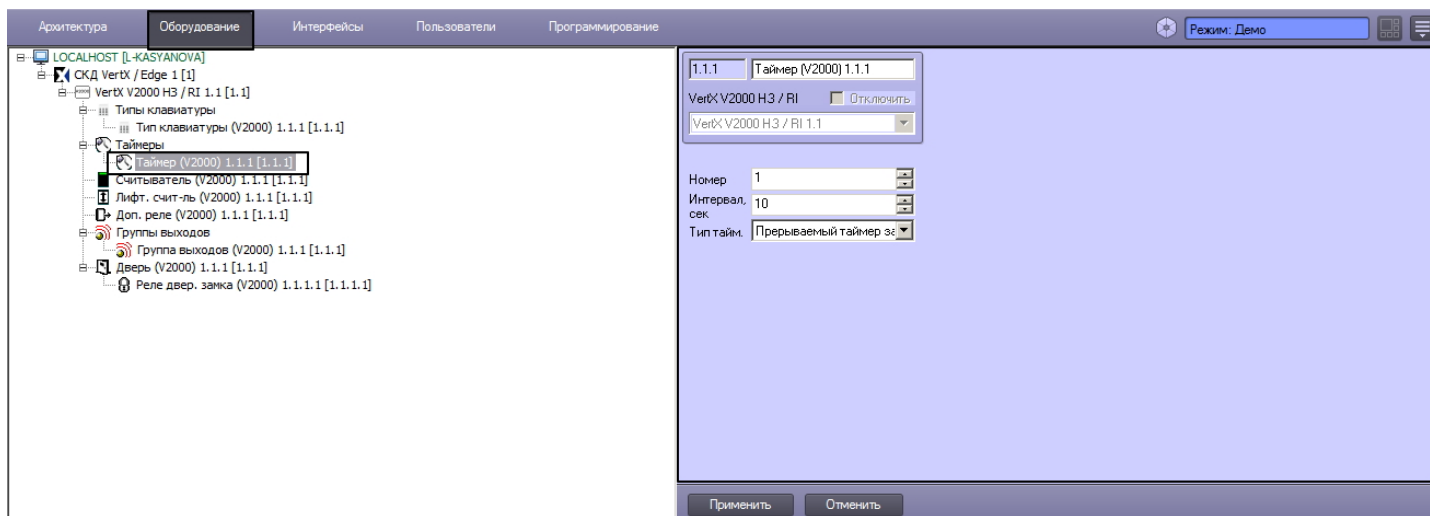 Архитектура Оборудование Интерфейсы Пользователи Программирование Режим: Демо
LOCALHOST [L-KASYANOVA]
СКД VertX / Edge 1 [1]
VertX V2000 H3 / RI 1.1 [1.1]
Типы клавиатуры
Тип клавиатуры (V2000) 1.1.1 [1.1.1]
Таймеры
Таймер (V2000) 1.1.1 [1.1.1]
Считыватель (V2000) 1.1.1 [1.1.1]
Лифт. счит-ль (V2000) 1.1.1 [1.1.1]
Доп. реле (V2000) 1.1.1 [1.1.1]
Группы выходов
Группа выходов (V2000) 1.1.1 [1.1.1]
Дверь (V2000) 1.1.1 [1.1.1]
Реле двер. замка (V2000) 1.1.1.1 [1.1.1.1]
1.1.1 Таймер (V2000) 1.1.1
VertX V2000 H3 / RI Отключить
VertX V2000 H3 / RI 1.1
Номер 1
Интервал, сек 10
Тип тайм. Прерываемый таймер за
Применить Отменить